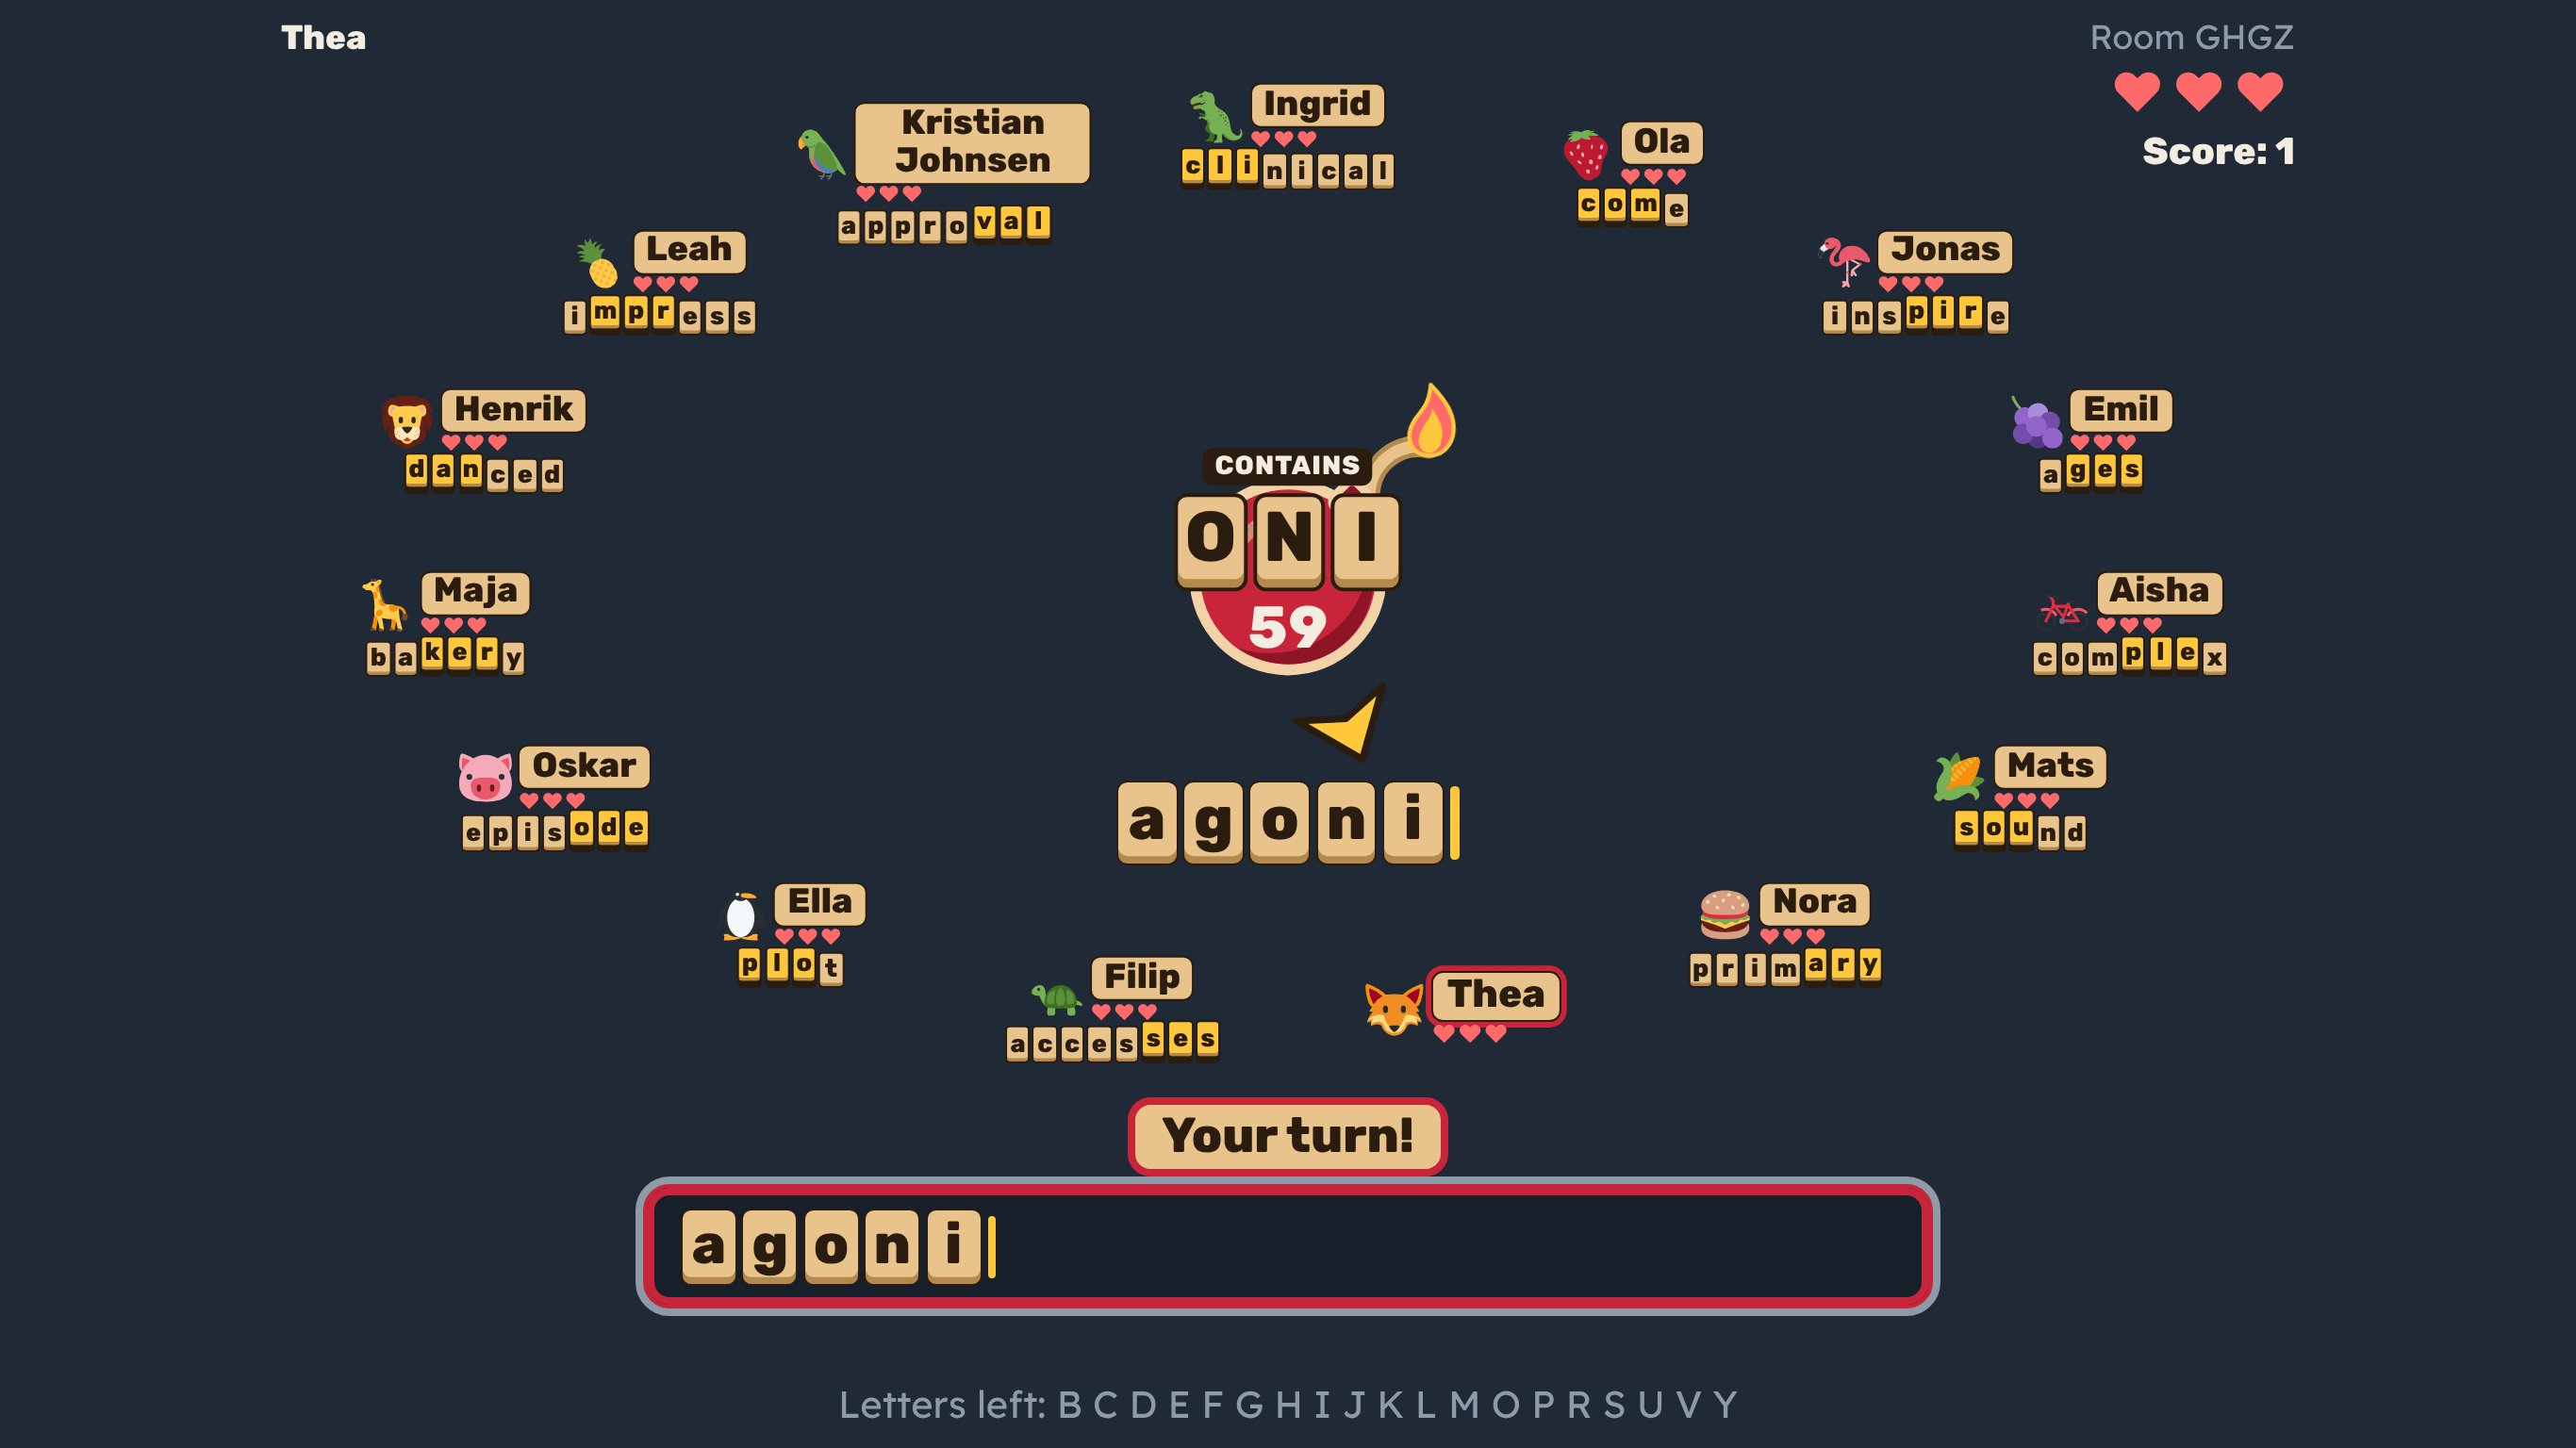 Thea
Room GHGZ
Score: 1
Kristian
Johnsen
approval
Ingrid
clinical
Ola
come
Leah
impress
Jonas
inspire
Henrik
danced
Emil
ages
CONTAINS
ONI
59
Maja
bakery
Aisha
complex
Oskar
episode
Mats
sound
agoni
Ella
plot
Nora
primary
Filip
accesses
Thea
Your turn!
agoni
Letters left: B C D E F G H I J K L M O P R S U V Y